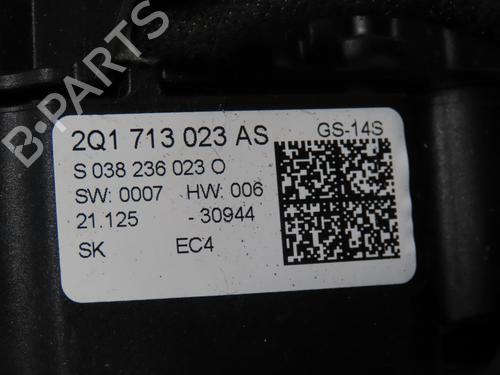 B-PARTS
2Q1 713 023 AS
GS-14S
S 038 236 023 O
SW: 0007 HW: 006
21.125 - 30944
SK EC4